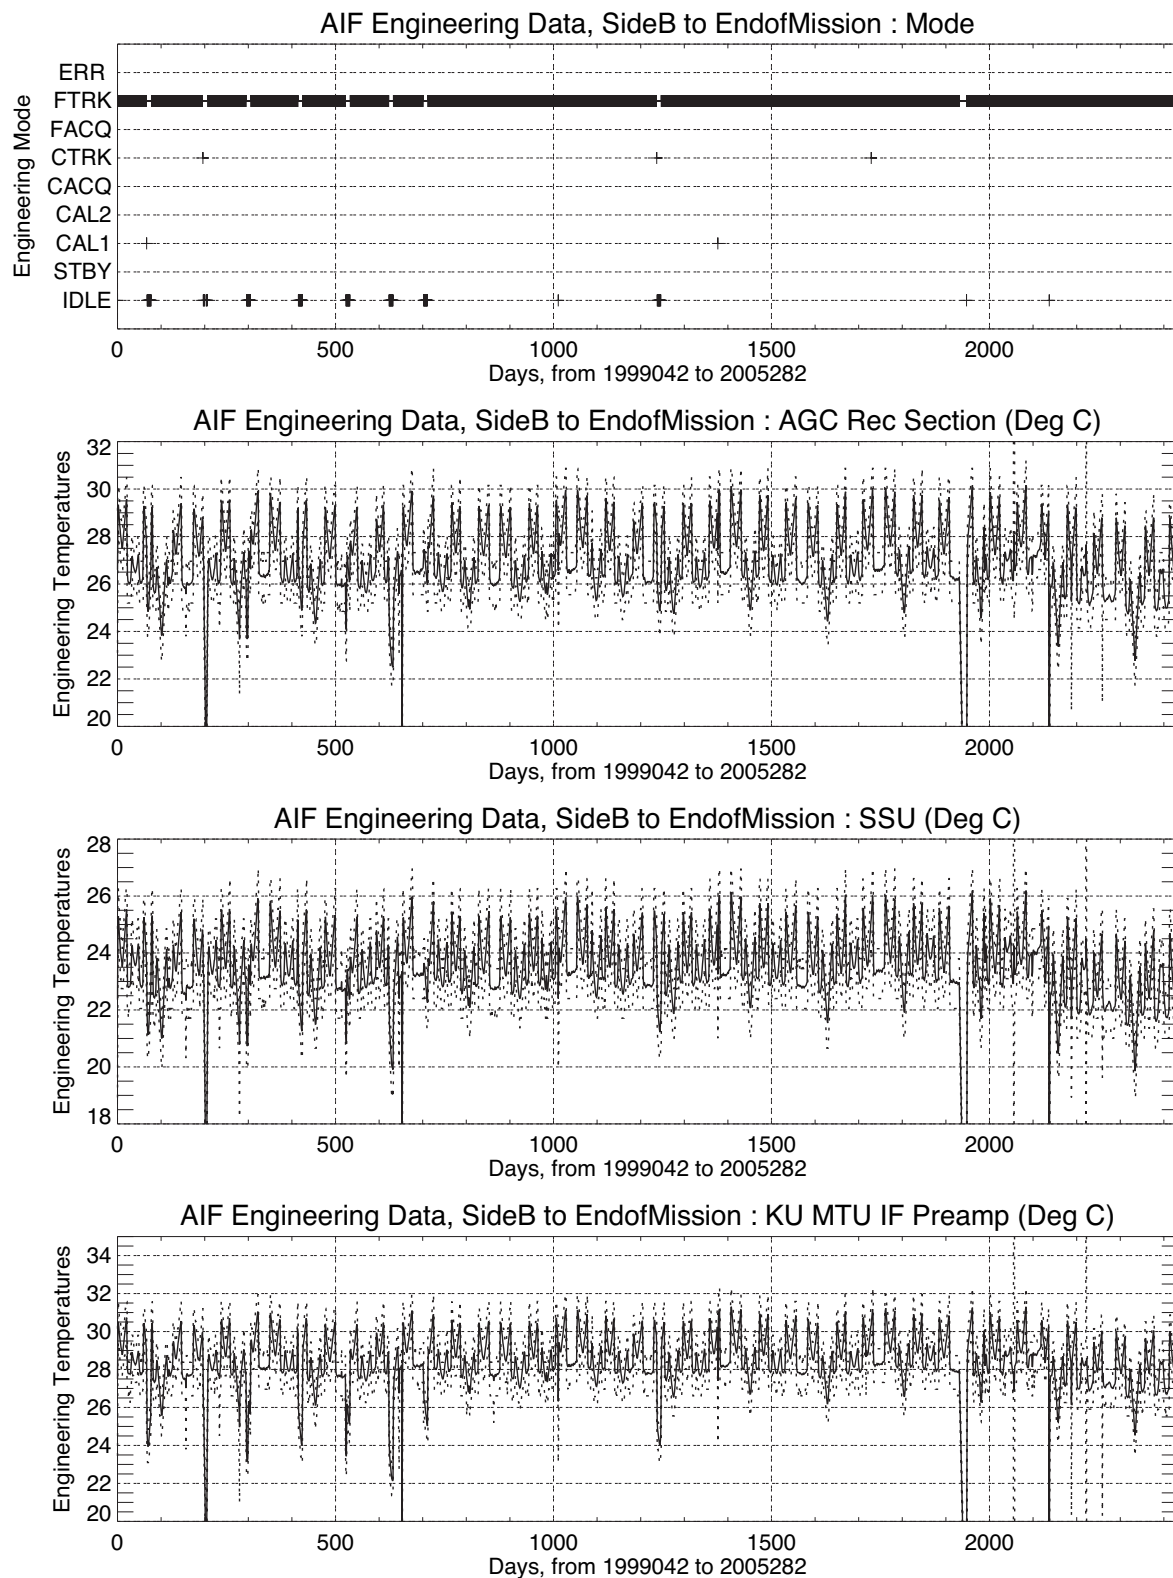 AIF Engineering Data, SideB to EndofMission : Mode
Engineering Mode
ERR
FTRK
FACQ
CTRK
CACQ
CAL2
CAL1
STBY
IDLE
0 500 1000 1500 2000
Days, from 1999042 to 2005282
AIF Engineering Data, SideB to EndofMission : AGC Rec Section (Deg C)
Engineering Temperatures
32
30
28
26
24
22
20
0 500 1000 1500 2000
Days, from 1999042 to 2005282
AIF Engineering Data, SideB to EndofMission : SSU (Deg C)
Engineering Temperatures
28
26
24
22
20
18
0 500 1000 1500 2000
Days, from 1999042 to 2005282
AIF Engineering Data, SideB to EndofMission : KU MTU IF Preamp (Deg C)
Engineering Temperatures
34
32
30
28
26
24
22
20
0 500 1000 1500 2000
Days, from 1999042 to 2005282